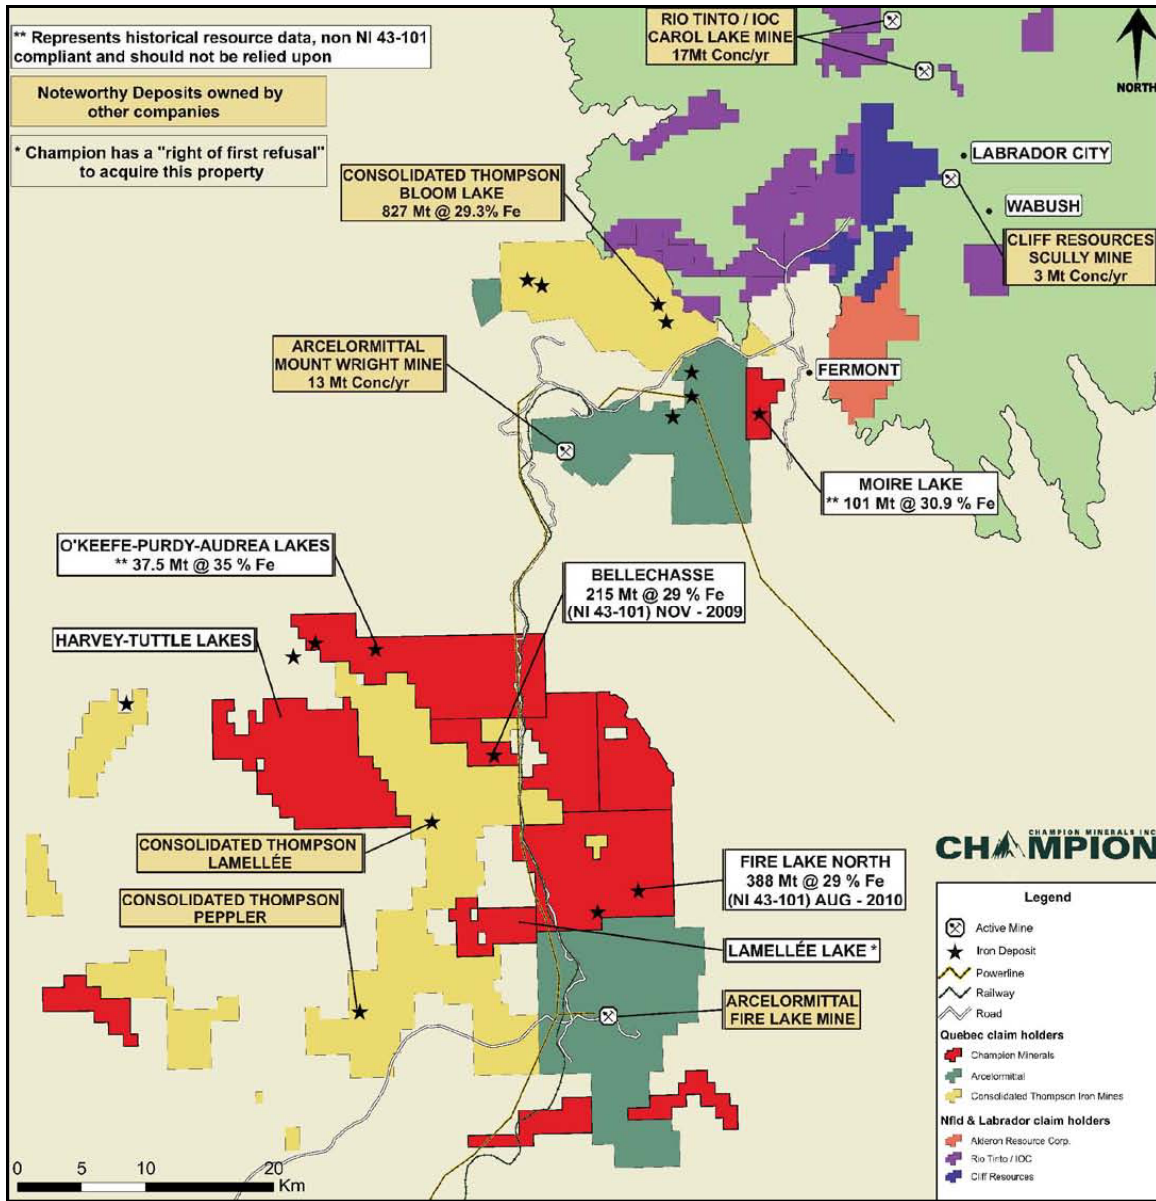 ** Represents historical resource data, non NI 43-101
compliant and should not be relied upon
Noteworthy Deposits owned by
other companies
* Champion has a "right of first refusal"
to acquire this property
RIO TINTO / IOC
CAROL LAKE MINE
17Mt Conc/yr
NORTH
CONSOLIDATED THOMPSON
BLOOM LAKE
827 Mt @ 29.3% Fe
LABRADOR CITY
WABUSH
CLIFF RESOURCES
SCULLY MINE
3 Mt Conc/yr
ARCELORMITTAL
MOUNT WRIGHT MINE
13 Mt Conc/yr
FERMONT
MOIRE LAKE
** 101 Mt @ 30.9 % Fe
O'KEEFE-PURDY-AUDREA LAKES
** 37.5 Mt @ 35 % Fe
BELLECHASSE
215 Mt @ 29 % Fe
(NI 43-101) NOV - 2009
HARVEY-TUTTLE LAKES
CONSOLIDATED THOMPSON
LAMELLÉE
CONSOLIDATED THOMPSON
PEPPLER
FIRE LAKE NORTH
388 Mt @ 29 % Fe
(NI 43-101) AUG - 2010
LAMELLÉE LAKE *
ARCELORMITTAL
FIRE LAKE MINE
CHAMPION MINERALS INC
CHAMPION
Legend
Active Mine
Iron Deposit
Powerline
Railway
Road
Quebec claim holders
Champion Minerals
Arcelormittal
Consolidated Thompson Iron Mines
Nfld & Labrador claim holders
Alderon Resource Corp.
Rio Tinto / IOC
Cliff Resources
0 5 10 20
Km